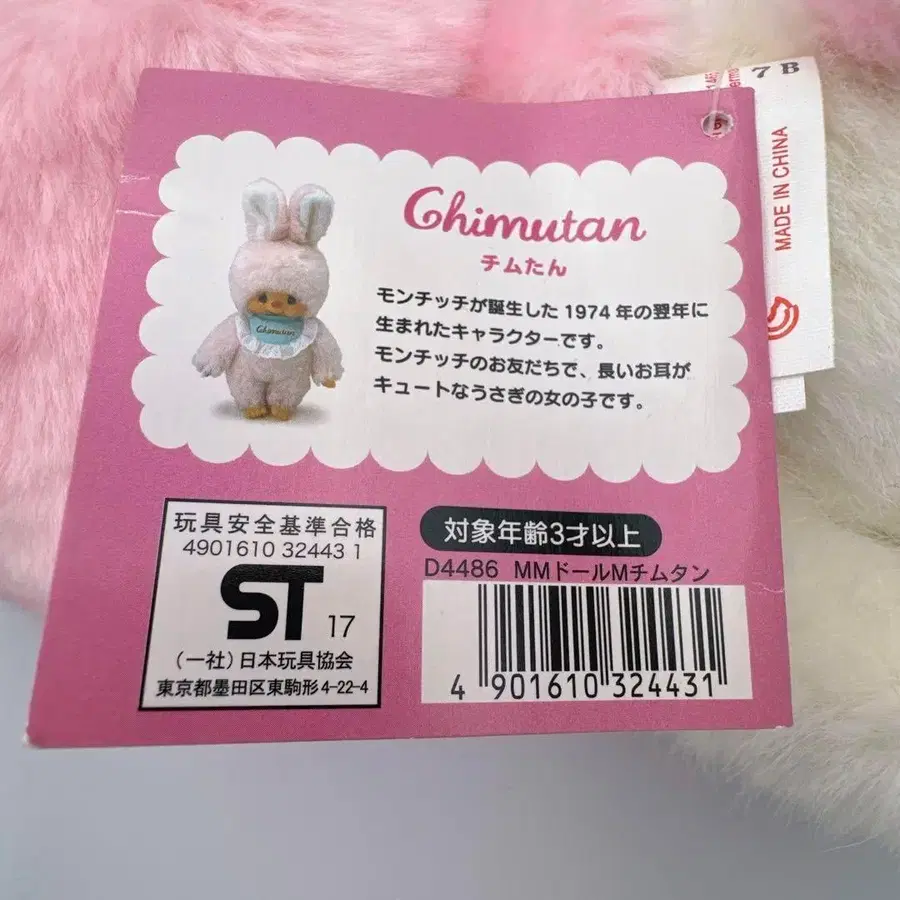 7 B
MADE IN CHINA
Chimutan
チムたん
Chimutan
モンチッチが誕生した 1974 年の翌年に
生まれたキャラクターです。
モンチッチのお友だちで、長いお耳が
キュートなうさぎの女の子です。
玩具安全基準合格
4901610 32443 1
ST 17
(一社)日本玩具協会
東京都墨田区東駒形4-22-4
対象年齢3才以上
D4486 MMドールMチムタン
4 901610 324431